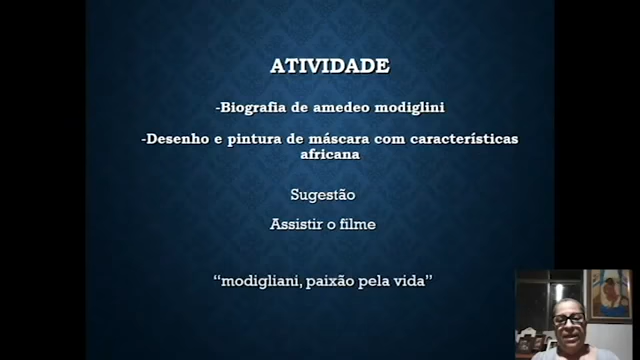 ATIVIDADE
-Biografia de amedeo modiglini
-Desenho e pintura de máscara com características
africana
Sugestão
Assistir o filme
“modigliani, paixão pela vida”